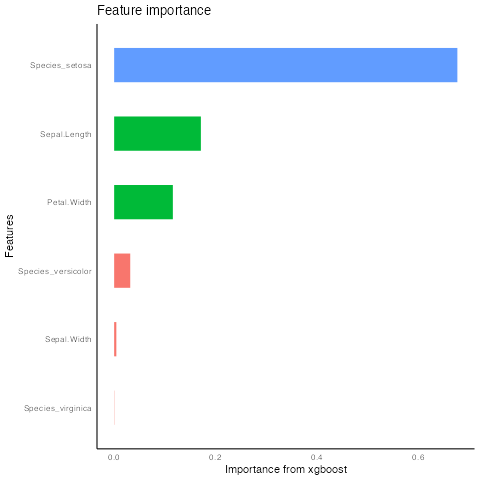 Feature importance
Species_setosa
Sepal.Length
Petal.Width
Species_versicolor
Sepal.Width
Species_virginica
Features
0.0 0.2 0.4 0.6
Importance from xgboost